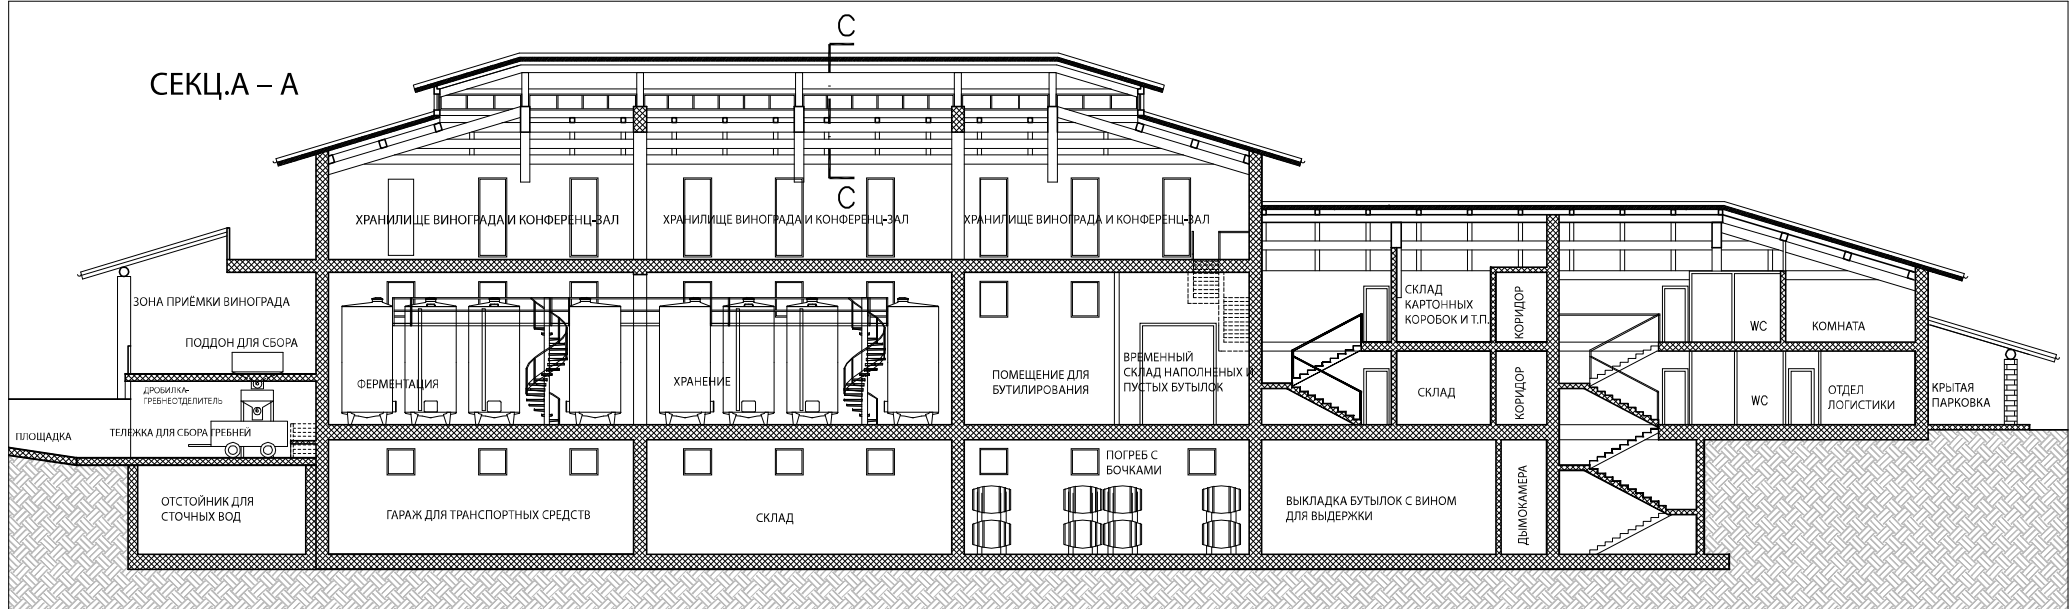 C
СЕКЦ.А – А
C
ХРАНИЛИЩЕ ВИНОГРАДА И КОНФЕРЕНЦ-ЗАЛ
ХРАНИЛИЩЕ ВИНОГРАДА И КОНФЕРЕНЦ-ЗАЛ
ХРАНИЛИЩЕ ВИНОГРАДА И КОНФЕРЕНЦ-ЗАЛ
ЗОНА ПРИЁМКИ ВИНОГРАДА
ПОДДОН ДЛЯ СБОРА
ДРОБИЛКА-
ГРЕБНЕОТДЕЛИТЕЛЬ
ПЛОЩАДКА
ТЕЛЕЖКА ДЛЯ СБОРА ГРЕБНЕЙ
ФЕРМЕНТАЦИЯ
ХРАНЕНИЕ
ПОМЕЩЕНИЕ ДЛЯ
БУТИЛИРОВАНИЯ
ВРЕМЕННЫЙ
СКЛАД НАПОЛНЕНЫХ И
ПУСТЫХ БУТЫЛОК
СКЛАД
КАРТОННЫХ
КОРОБОК И Т.П.
КОРИДОР
WC
КОМНАТА
СКЛАД
КОРИДОР
WC
ОТДЕЛ
ЛОГИСТИКИ
КРЫТАЯ
ПАРКОВКА
ОТСТОЙНИК ДЛЯ
СТОЧНЫХ ВОД
ГАРАЖ ДЛЯ ТРАНСПОРТНЫХ СРЕДСТВ
СКЛАД
ПОГРЕБ С
БОЧКАМИ
ВЫКЛАДКА БУТЫЛОК С ВИНОМ
ДЛЯ ВЫДЕРЖКИ
ДЫМОКАМЕРА